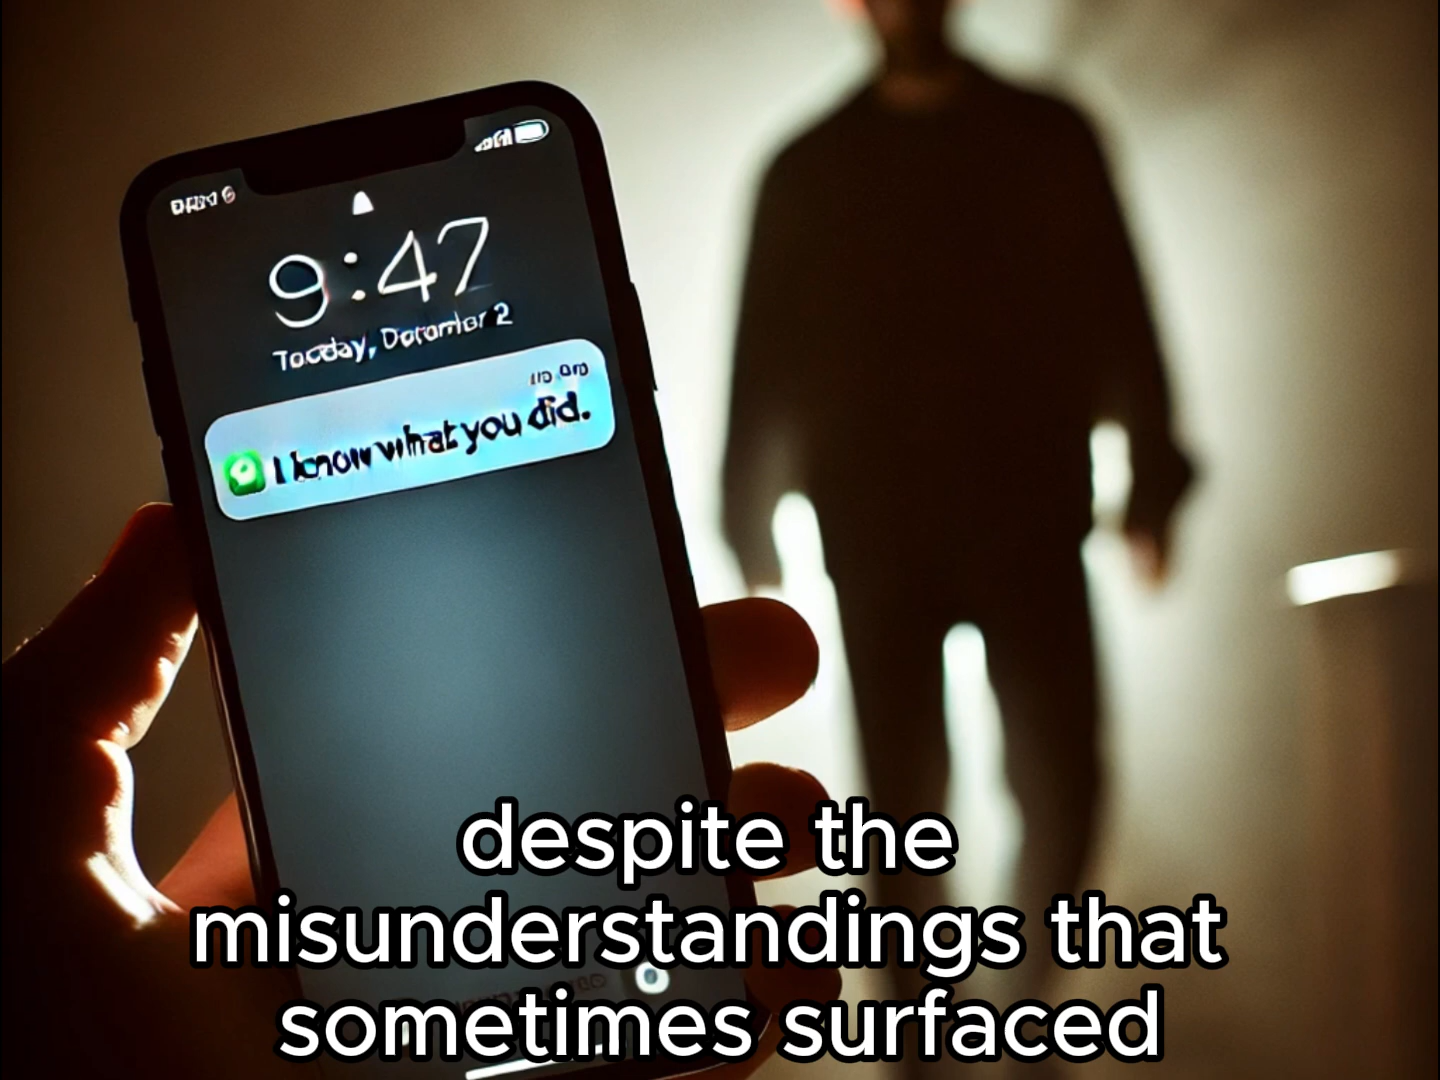 9:47
I know what you did.
despite the
misunderstandings that
sometimes surfaced